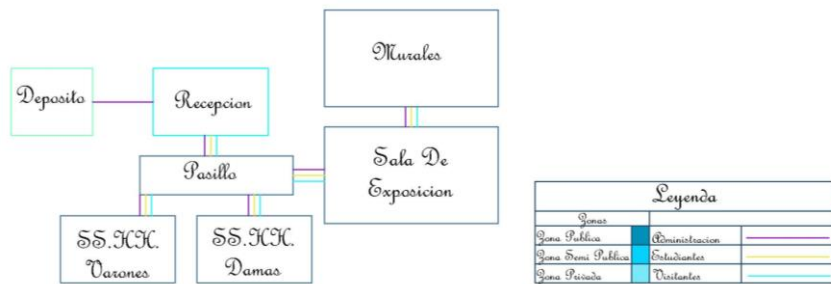 Murales
Deposito
Recepcion
Pasillo
Sala De
Exposicion
SS.HH.
Varones
SS.HH.
Damas
Leyenda
Zonas
Zona Publica Administracion
Zona Semi Publica Estudiantes
Zona Privada Visitantes